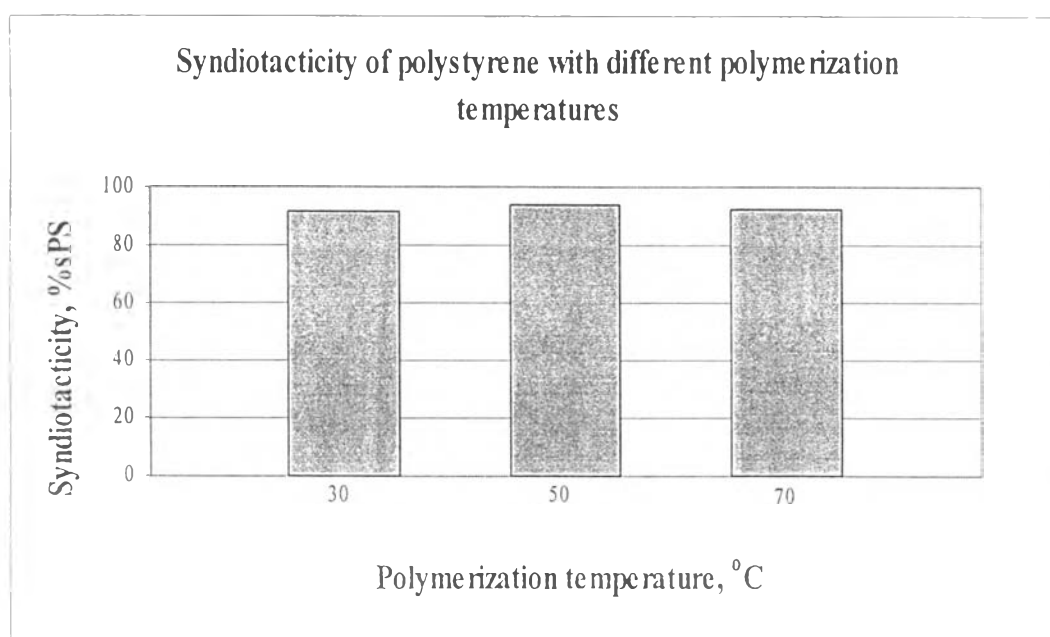 Syndiotacticity of polystyrene with different polymerization
temperatures
Syndiotacticity, %sPS
100
80
60
40
20
0
30
50
70
Polymerization temperature, °C